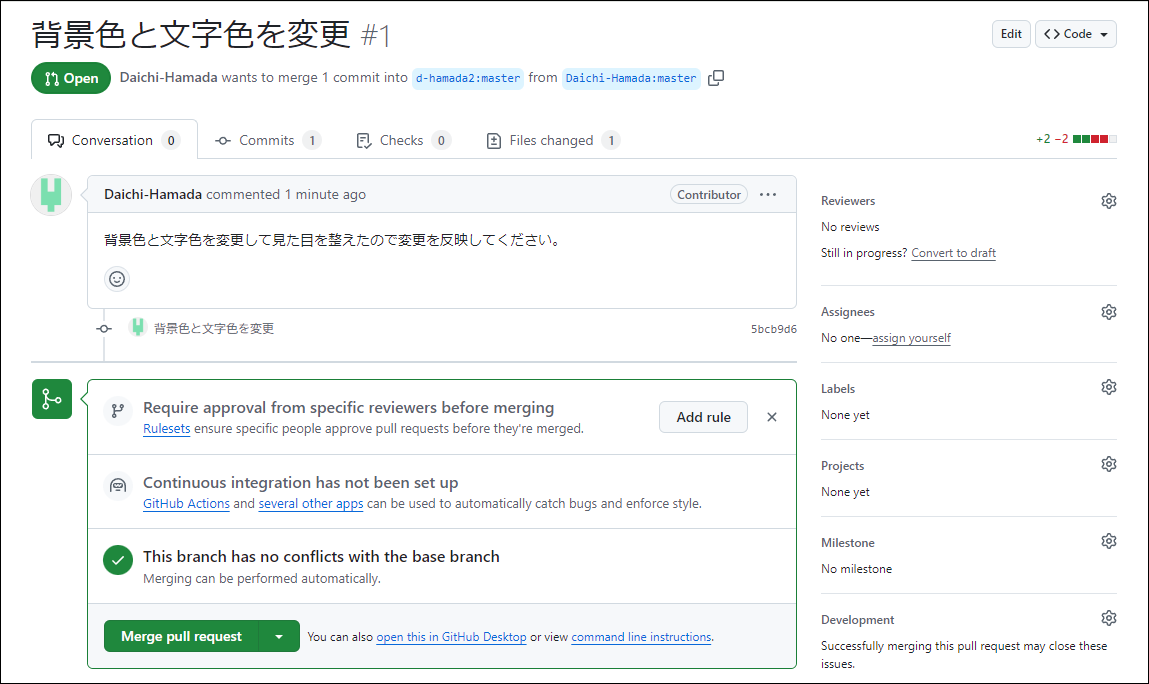 背景色と文字色を変更 #1
Edit
Code
Open
Daichi-Hamada wants to merge 1 commit into d-hamada2:master from Daichi-Hamada:master
Conversation 0
Commits 1
Checks 0
Files changed 1
+2 −2
Daichi-Hamada commented 1 minute ago
Contributor
背景色と文字色を変更して見た目を整えたので変更を反映してください。
背景色と文字色を変更
5bcb9d6
Require approval from specific reviewers before merging
Rulesets ensure specific people approve pull requests before they're merged.
Add rule
Continuous integration has not been set up
GitHub Actions and several other apps can be used to automatically catch bugs and enforce style.
This branch has no conflicts with the base branch
Merging can be performed automatically.
Merge pull request
You can also open this in GitHub Desktop or view command line instructions.
Reviewers
No reviews
Still in progress? Convert to draft
Assignees
No one—assign yourself
Labels
None yet
Projects
None yet
Milestone
No milestone
Development
Successfully merging this pull request may close these
issues.